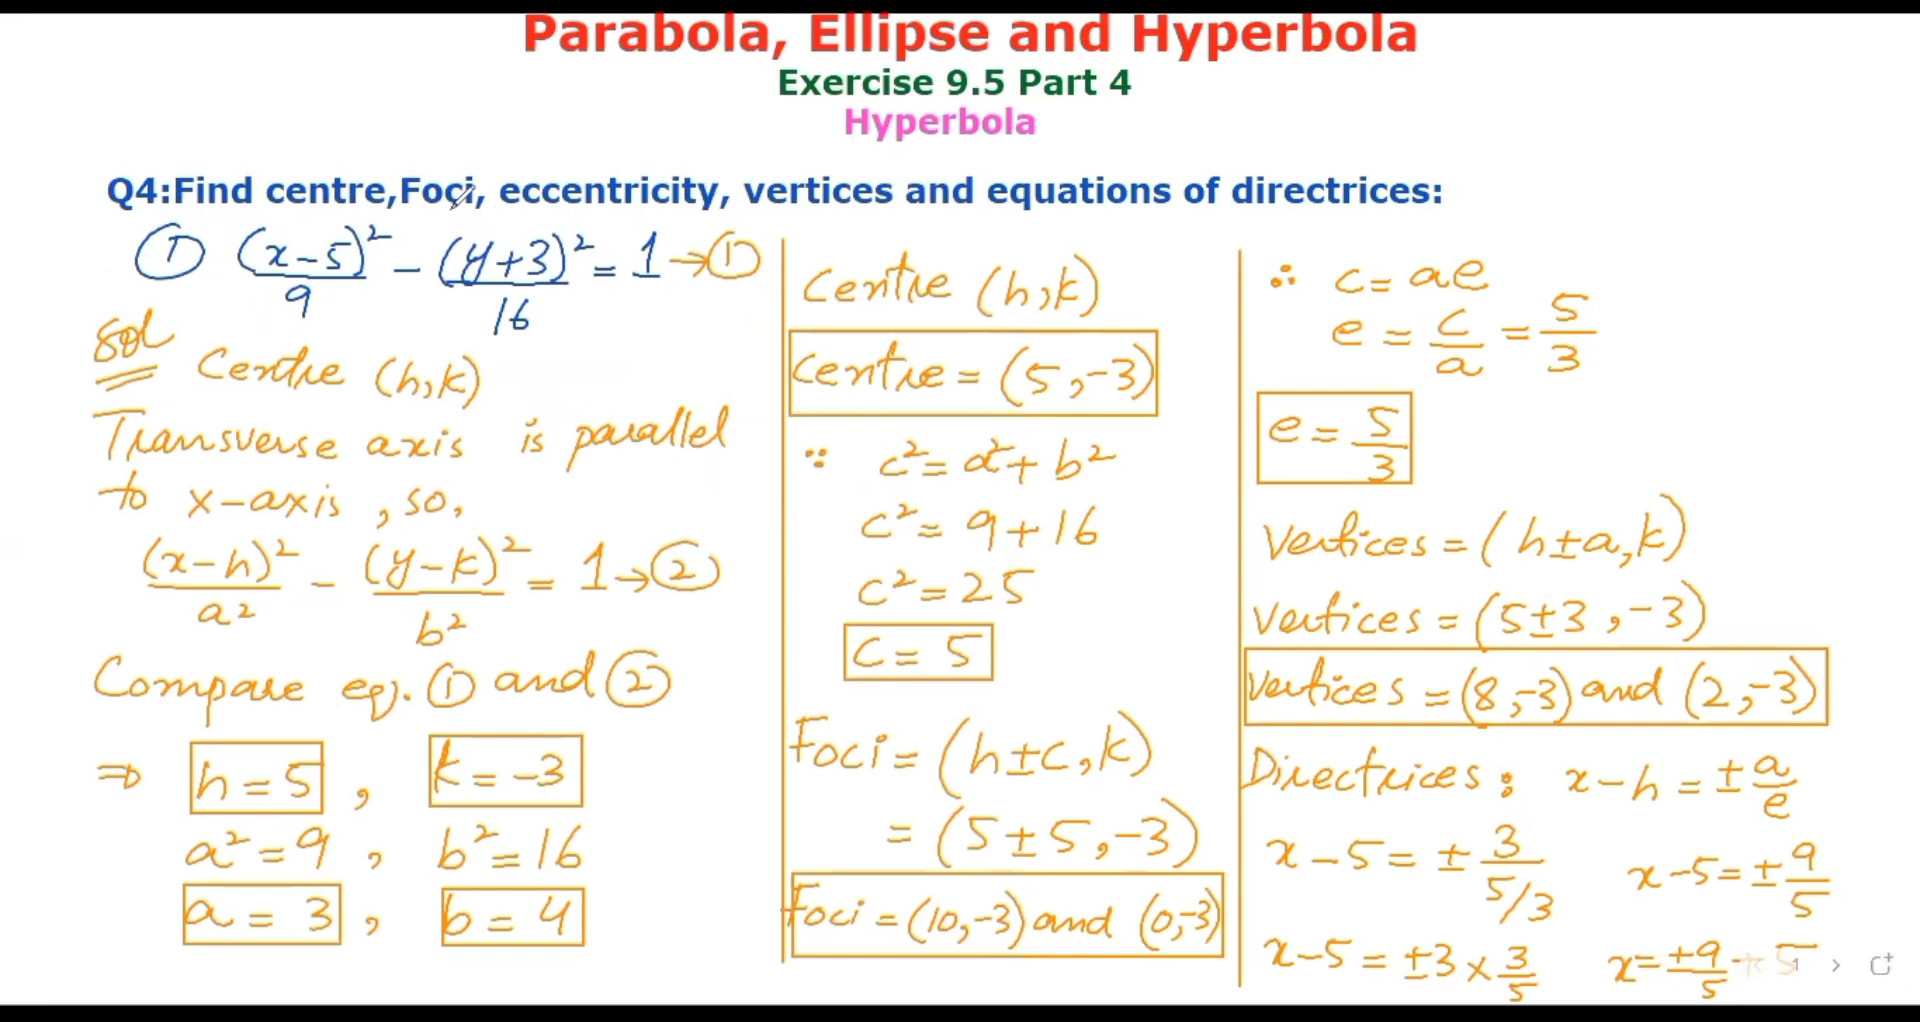 Parabola, Ellipse and Hyperbola
Exercise 9.5 Part 4
Hyperbola
Q4:Find centre,Foci, eccentricity, vertices and equations of directrices:
① (x-5)²/9 - (y+3)²/16 = 1 → ①
Sol
Centre (h,k)
Transverse axis is parallel
to x-axis, so,
(x-h)²/a² - (y-k)²/b² = 1 → ②
Compare eq. ① and ②
⇒ h = 5 , k = -3
a² = 9 , b² = 16
a = 3 , b = 4
Centre (h,k)
Centre = (5,-3)
∵ c² = a² + b²
c² = 9 + 16
c² = 25
c = 5
Foci = (h±c, k)
= (5±5, -3)
Foci = (10,-3) and (0,-3)
∴ c = ae
e = c/a = 5/3
e = 5/3
Vertices = (h±a, k)
Vertices = (5±3, -3)
Vertices = (8,-3) and (2,-3)
Directrices: x-h = ± a/e
x-5 = ± 3/5/3
x-5 = ±3 × 3/5
x-5 = ± 9/5
x = ±9/5 + 5
1